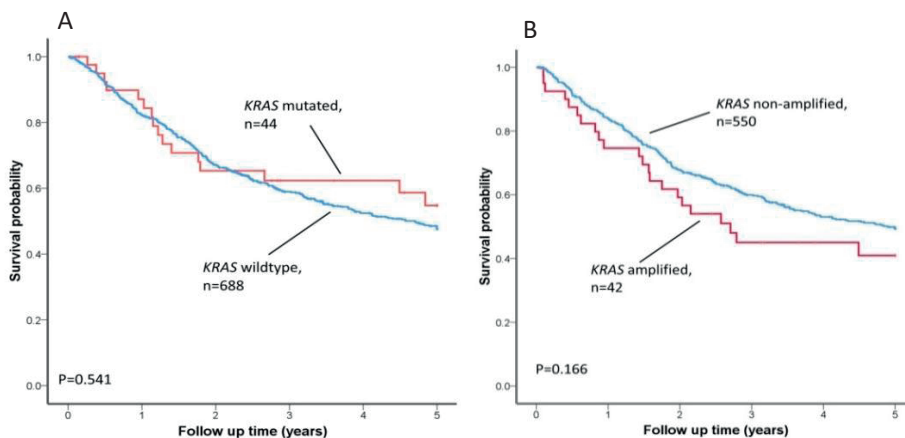 A
1.0
0.8
0.6
0.4
0.2
0.0
Survival probability
KRAS mutated,
n=44
KRAS wildtype,
n=688
P=0.541
0 1 2 3 4 5
Follow up time (years)
B
1.0
0.8
0.6
0.4
0.2
0.0
Survival probability
KRAS non-amplified,
n=550
KRAS amplified,
n=42
P=0.166
0 1 2 3 4 5
Follow up time (years)